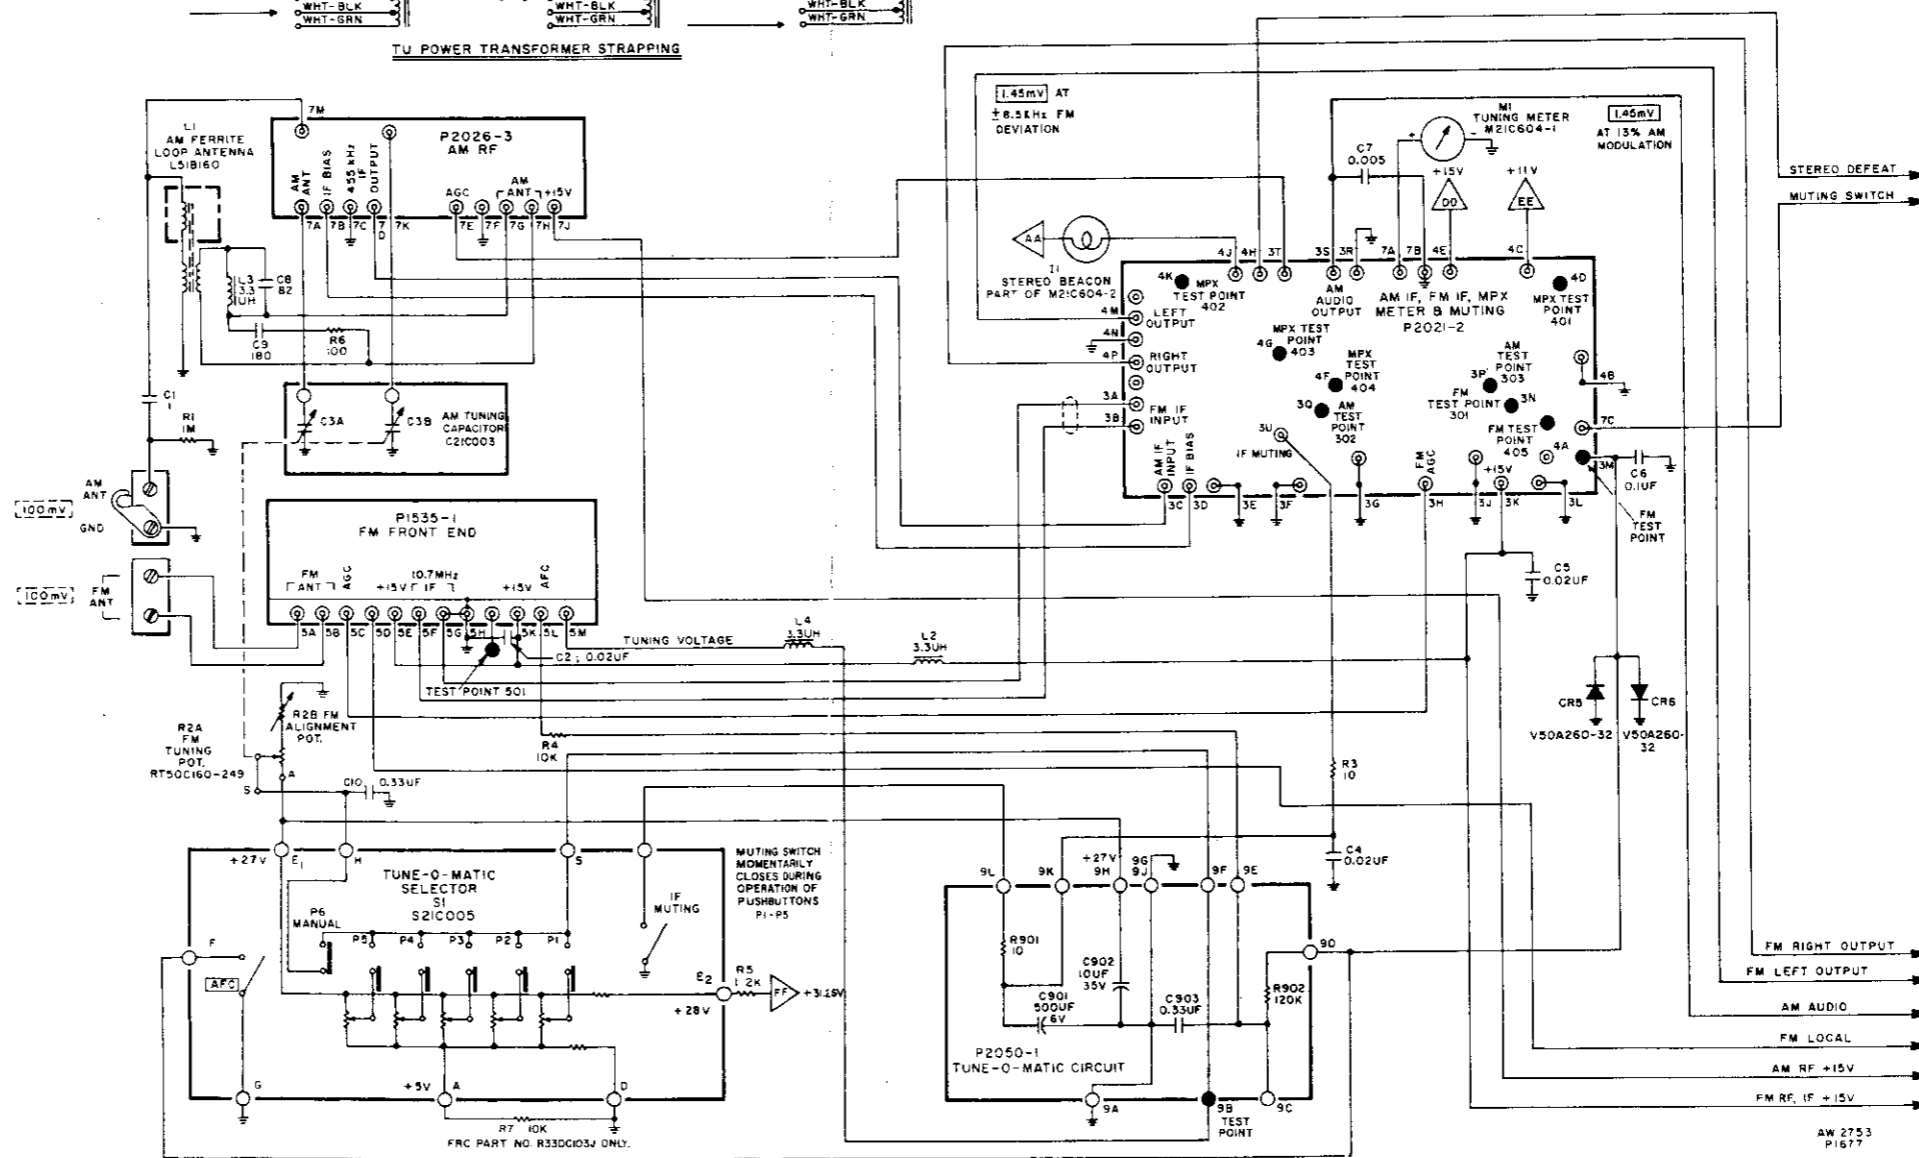 WHT-BLK
WHT-GRN
WHT-BLK
WHT-GRN
WHT-BLK
WHT-GRN
TU POWER TRANSFORMER STRAPPING
L1
AM FERRITE
LOOP ANTENNA
L51B160
7M
P2026-3
AM RF
AM ANT
IF BIAS
455 kHz IF OUTPUT
AGC
AM
ANT
+15V
7A
7B
7C
7D
7K
7E
7F
7G
7H
7J
L3
3.3
UH
C8
82
C9
180
R6
100
C1
R1
1M
C3A
C3B
AM TUNING
CAPACITOR
C21C003
AM
ANT
GND
100mV
FM
ANT
100mV
P1535-1
FM FRONT END
FM
ANT
AGC
+15V
10.7MHz
IF
+15V
AFC
5A
5B
5C
5D
5E
5F
5G
5H
5K
5L
5M
TUNING VOLTAGE
C2; 0.02UF
TEST POINT 501
L4
3.3UH
L2
3.3UH
R2B FM
ALIGNMENT
POT.
R2A
FM
TUNING
POT.
RT50C160-249
A
S
C10
0.33UF
R4
10K
+27V
E1
H
S
TUNE-O-MATIC
SELECTOR
S1
S21C005
MUTING SWITCH
MOMENTARILY
CLOSES DURING
OPERATION OF
PUSHBUTTONS
P1-P5
P6
MANUAL
P5
P4
P3
P2
P1
IF
MUTING
F
AFC
E2
+28V
R5
1.2K
FF
G
+5V
A
D
R7
10K
FRC PART NO. R33DC103J ONLY.
1.45mV AT
±8.5KHz FM
DEVIATION
M1
TUNING METER
M21C604-1
1.45mV
AT 13% AM
MODULATION
C7
0.005
+15V
DD
+11V
EE
AA
I1
STEREO BEACON
PART OF M21C604-2
4J
4H
3T
3S
3R
7A
7B
4E
4C
4K
MPX
TEST POINT
402
AM
AUDIO
OUTPUT
AM IF, FM IF, MPX
METER & MUTING
P2021-2
4D
MPX TEST
POINT
401
4M
LEFT
OUTPUT
4N
4P
RIGHT
OUTPUT
4G
MPX TEST
POINT
403
4F
MPX
TEST
POINT
404
3A
3B
FM IF
INPUT
3Q
AM
TEST
POINT
302
3P
AM
TEST
POINT
303
3N
FM
TEST POINT
301
FM TEST
POINT
405
4B
7C
4A
3M
3U
IF MUTING
AM IF INPUT
IF BIAS
FM AGC
+15V
3C
3D
3E
3F
3G
3H
3J
3K
3L
C6
0.1UF
FM
TEST
POINT
C5
0.02UF
CR5
V50A260-32
CR6
V50A260-
32
R3
10
C4
0.02UF
9L
9K
+27V
9H
9G
9J
9F
9E
R901
10
C902
10UF
35V
C901
500UF
6V
C903
0.33UF
R902
120K
9D
P2050-1
TUNE-O-MATIC CIRCUIT
9A
9B
TEST
POINT
9C
STEREO DEFEAT
MUTING SWITCH
FM RIGHT OUTPUT
FM LEFT OUTPUT
AM AUDIO
FM LOCAL
AM RF +15V
FM RF, IF +15V
AW 2753
P1677